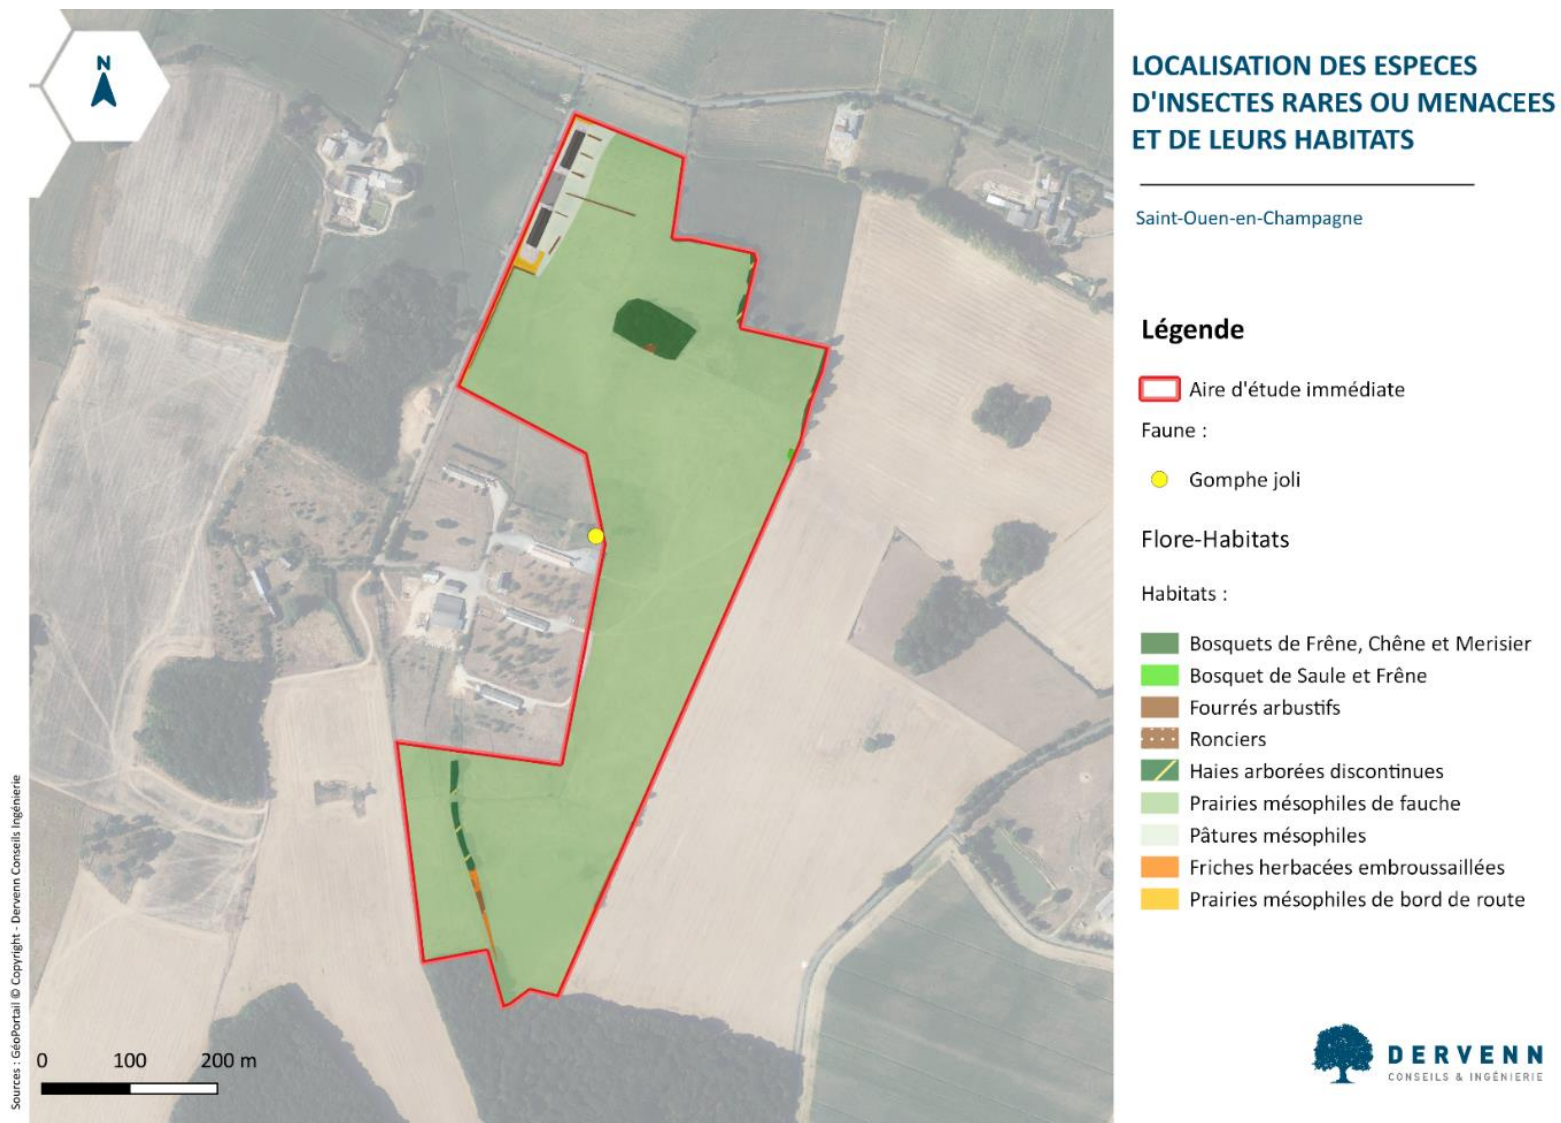 N
LOCALISATION DES ESPECES
D'INSECTES RARES OU MENACEES
ET DE LEURS HABITATS
Saint-Ouen-en-Champagne
Légende
Aire d'étude immédiate
Faune :
Gomphe joli
Flore-Habitats
Habitats :
Bosquets de Frêne, Chêne et Merisier
Bosquet de Saule et Frêne
Fourrés arbustifs
Ronciers
Haies arborées discontinues
Prairies mésophiles de fauche
Pâtures mésophiles
Friches herbacées embroussaillées
Prairies mésophiles de bord de route
Sources : GéoPortail © Copyright - Dervenn Conseils Ingénierie
0 100 200 m
DERVENN
CONSEILS & INGÉNIERIE